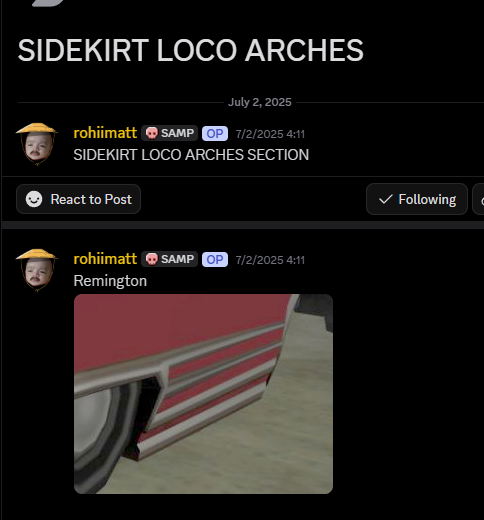 SIDEKIRT LOCO ARCHES
July 2, 2025
rohiimatt SAMP OP 7/2/2025 4:11
SIDEKIRT LOCO ARCHES SECTION
React to Post
Following
rohiimatt SAMP OP 7/2/2025 4:11
Remington